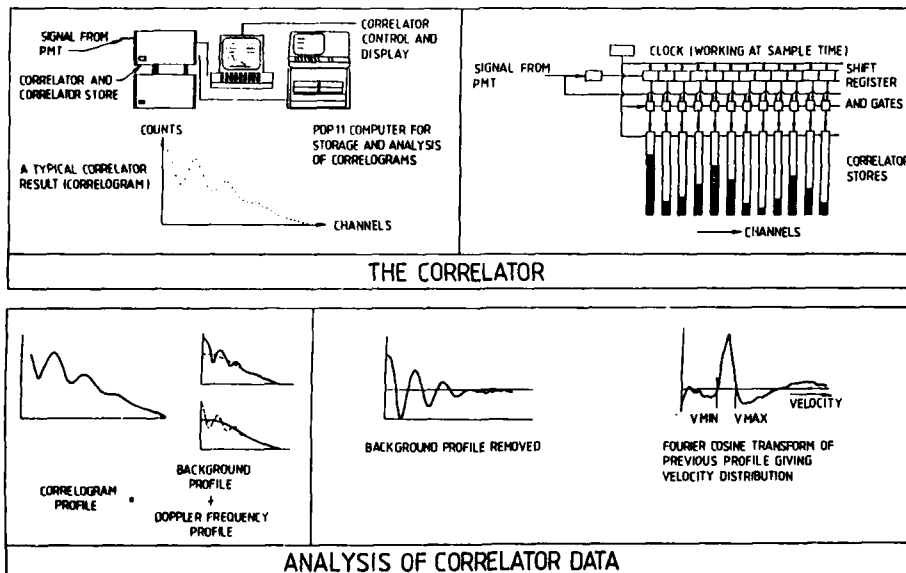 SIGNAL FROM
PMT
CORRELATOR AND
CORRELATOR STORE
CORRELATOR
CONTROL AND
DISPLAY
PDP11 COMPUTER FOR
STORAGE AND ANALYSIS
OF CORRELOGRAMS
COUNTS
A TYPICAL CORRELATOR
RESULT (CORRELOGRAM)
CHANNELS
CLOCK (WORKING AT SAMPLE TIME)
SIGNAL FROM
PMT
SHIFT
REGISTER
AND GATES
CORRELATOR
STORES
CHANNELS
THE CORRELATOR
CORRELOGRAM
PROFILE
=
BACKGROUND
PROFILE
+
DOPPLER FREQUENCY
PROFILE
BACKGROUND PROFILE REMOVED
V MIN
V MAX
VELOCITY
FOURIER COSINE TRANSFORM OF
PREVIOUS PROFILE GIVING
VELOCITY DISTRIBUTION
ANALYSIS OF CORRELATOR DATA